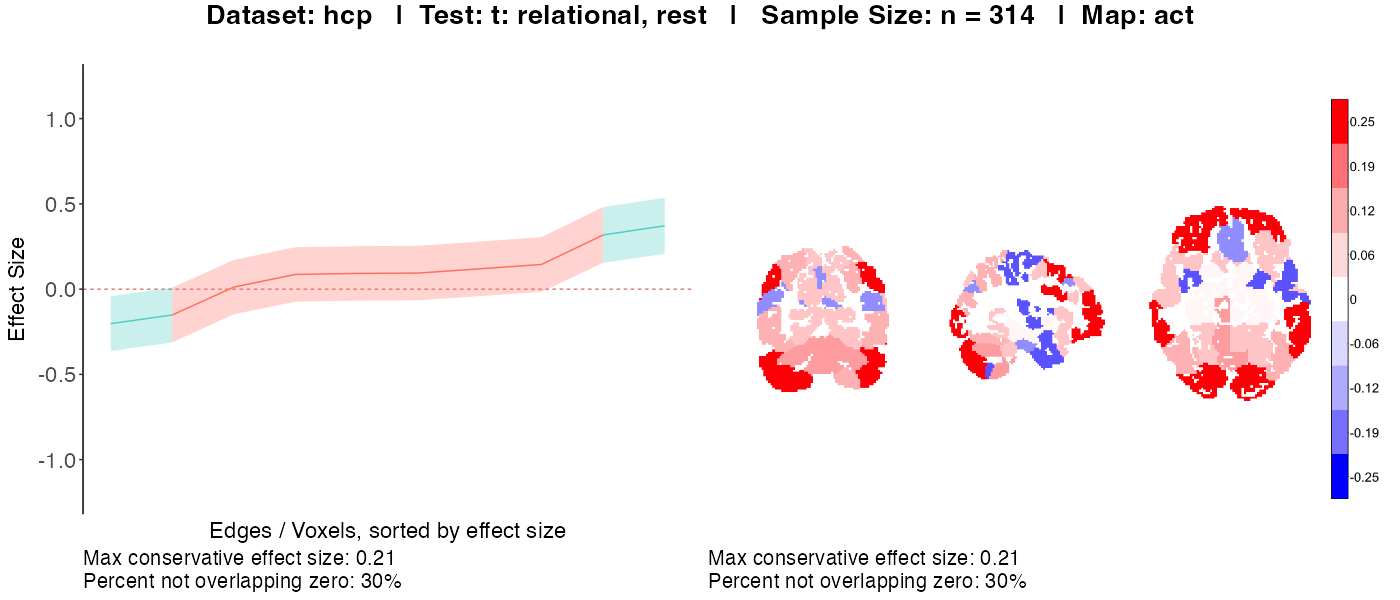 Dataset: hcp | Test: t: relational, rest | Sample Size: n = 314 | Map: act
Effect Size
1.0
0.5
0.0
-0.5
-1.0
Edges / Voxels, sorted by effect size
Max conservative effect size: 0.21
Percent not overlapping zero: 30%
0.25
0.19
0.12
0.06
0
-0.06
-0.12
-0.19
-0.25
Max conservative effect size: 0.21
Percent not overlapping zero: 30%